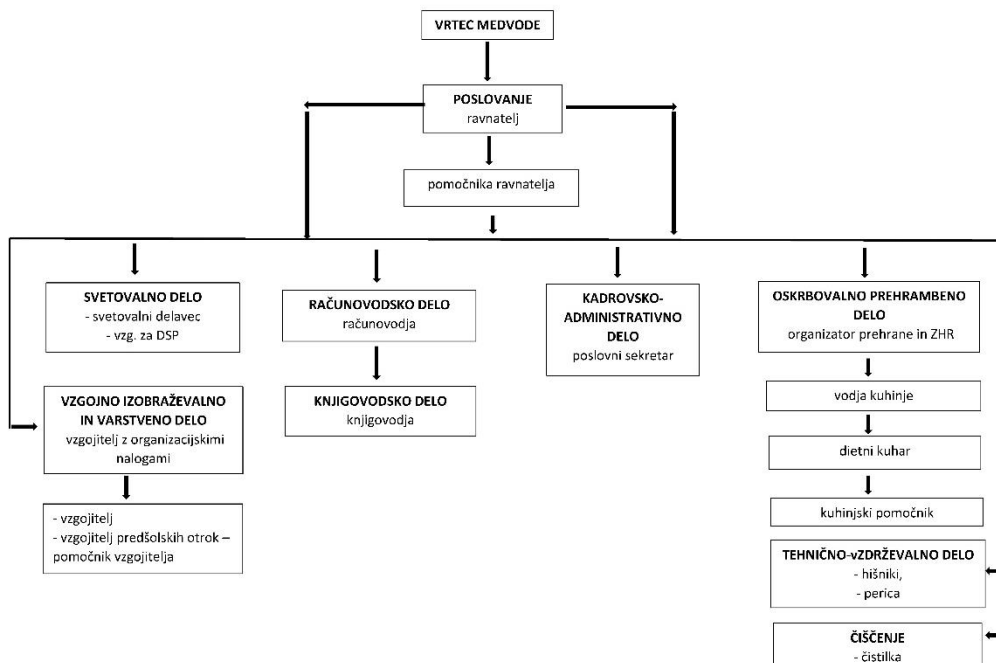 VRTEC MEDVODE
POSLOVANJE
ravnatelj
pomočnika ravnatelja
SVETOVALNO DELO
- svetovalni delavec
- vzg. za DSP
RAČUNOVODSKO DELO
računovodja
KADROVSKO-
ADMINISTRATIVNO
DELO
poslovni sekretar
OSKRBOVALNO PREHRAMBENO
DELO
organizator prehrane in ZHR
VZGOJNO IZOBRAŽEVALNO
IN VARSTVENO DELO
vzgojitelj z organizacijskimi
nalogami
KNJIGOVODSKO DELO
knjigovodja
vodja kuhinje
dietni kuhar
kuhinjski pomočnik
- vzgojitelj
- vzgojitelj predšolskih otrok –
pomočnik vzgojitelja
TEHNIČNO-vZDRŽEVALNO DELO
- hišniki,
- perica
ČIŠČENJE
- čistilka